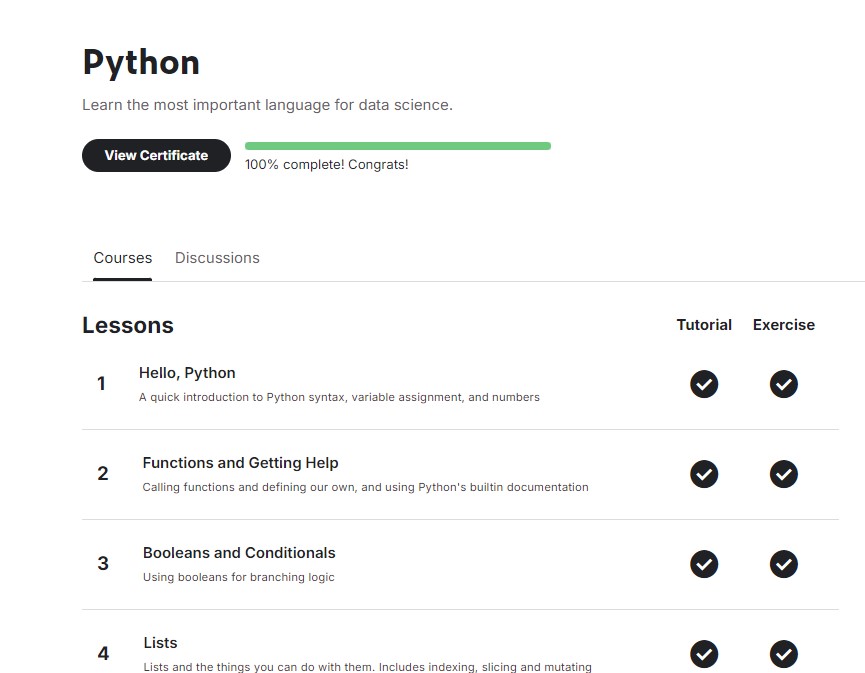 Python
Learn the most important language for data science.
View Certificate
100% complete! Congrats!
Courses Discussions
Lessons Tutorial Exercise
1 Hello, Python
A quick introduction to Python syntax, variable assignment, and numbers
2 Functions and Getting Help
Calling functions and defining our own, and using Python's builtin documentation
3 Booleans and Conditionals
Using booleans for branching logic
4 Lists
Lists and the things you can do with them. Includes indexing, slicing and mutating